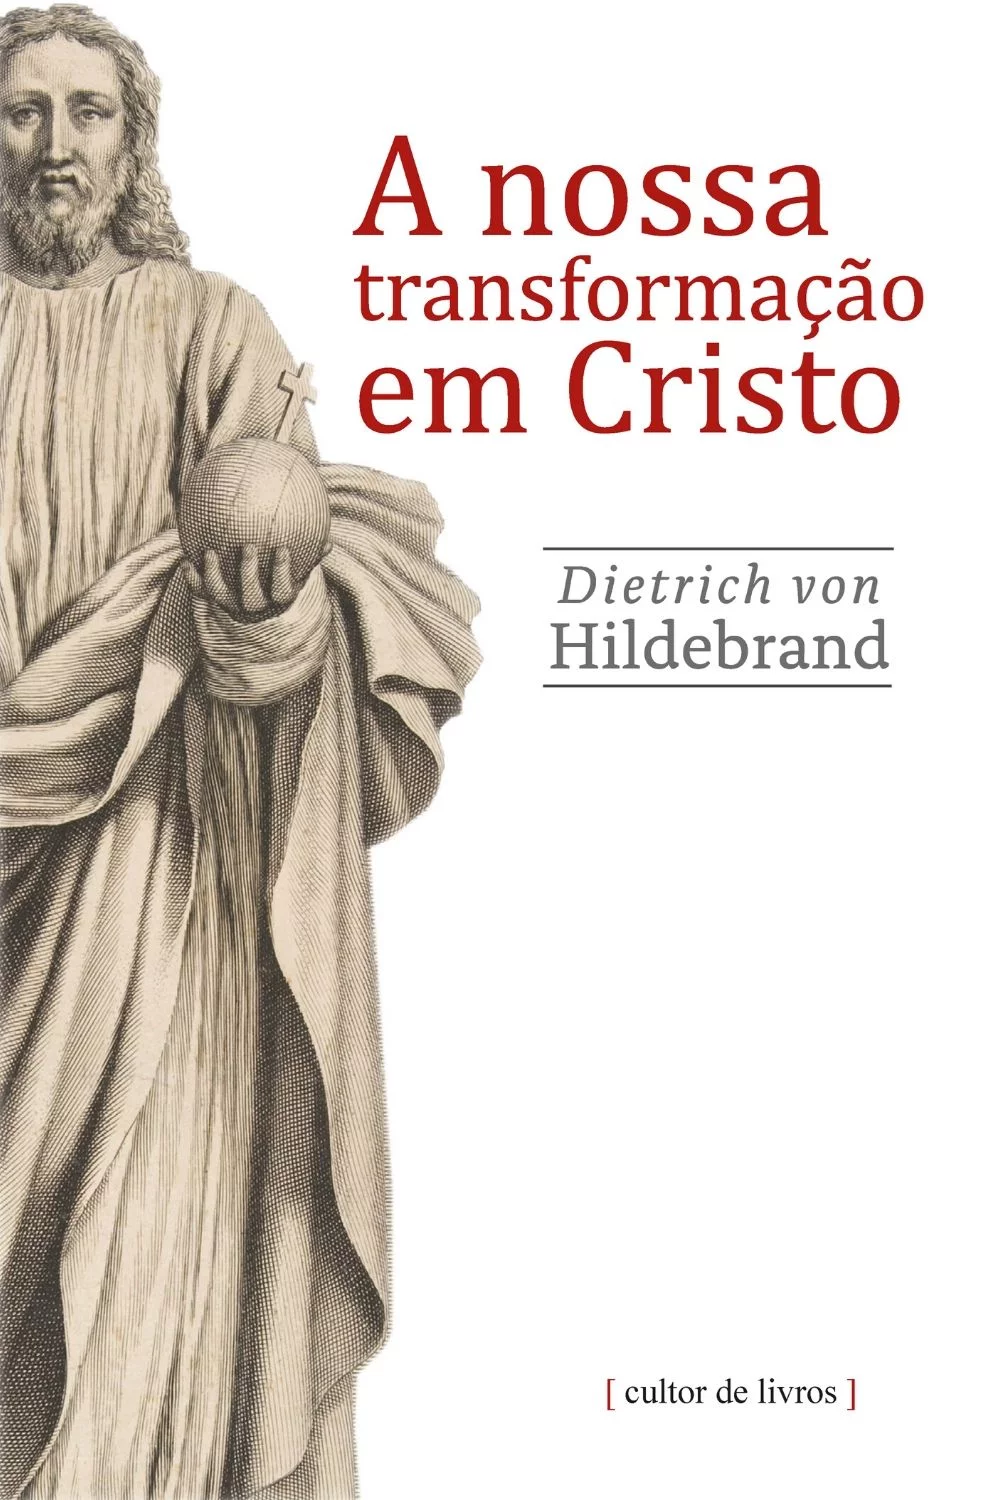 A nossa
transformação
em Cristo
Dietrich von
Hildebrand
[ cultor de livros ]